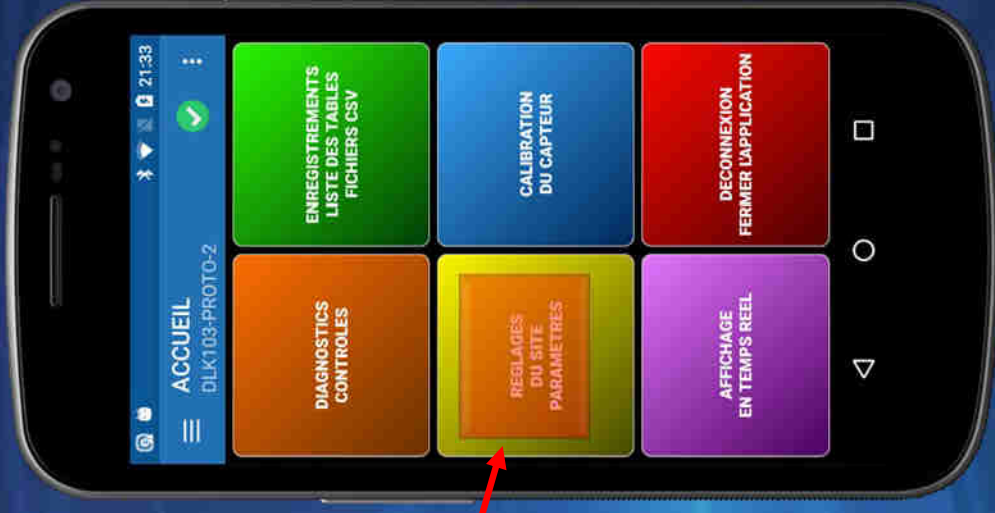 21:33
ACCUEIL
DLK103-PROTO-2
DIAGNOSTICS
CONTROLES
ENREGISTREMENTS
LISTE DES TABLES
FICHIERS CSV
REGLAGES
DU SITE
PARAMETRES
CALIBRATION
DU CAPTEUR
AFFICHAGE
EN TEMPS REEL
DECONNEXION
FERMER L'APPLICATION